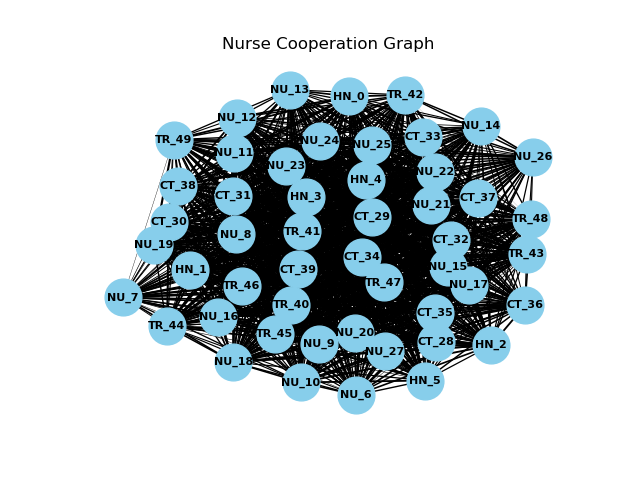 Nurse Cooperation Graph
NU_13
HN_0
TR_42
NU_12
NU_14
TR_49
NU_24
NU_25
CT_33
NU_11
NU_26
NU_23
NU_22
CT_38
HN_4
CT_31
HN_3
CT_37
NU_21
CT_30
CT_29
TR_48
NU_8
TR_41
CT_32
NU_19
TR_43
CT_34
HN_1
CT_39
NU_15
TR_46
TR_47
NU_17
NU_7
TR_40
CT_36
NU_16
CT_35
TR_44
TR_45
NU_20
NU_9
CT_28
HN_2
NU_27
NU_18
NU_10
HN_5
NU_6